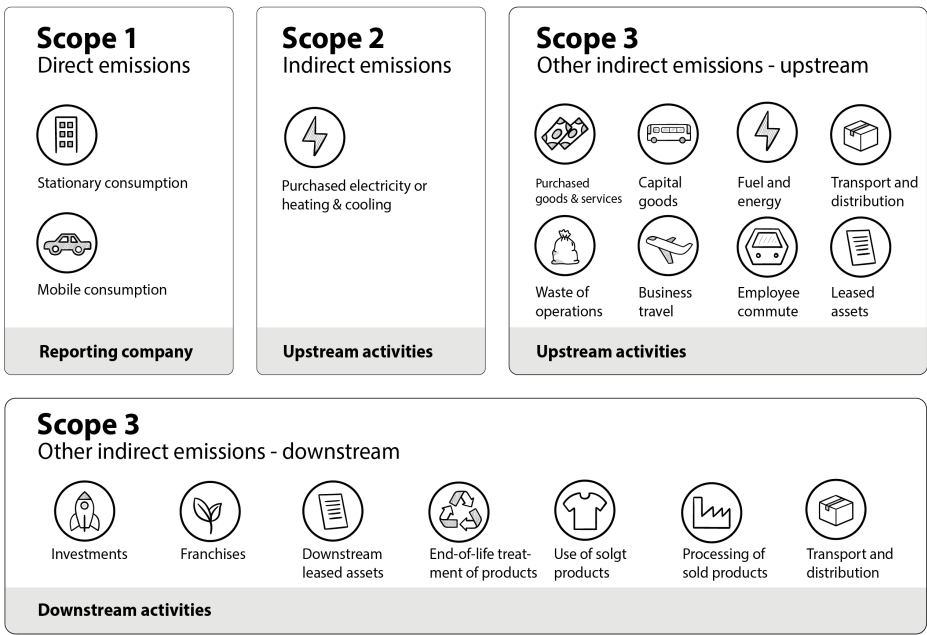 Scope 1
Direct emissions
Stationary consumption
Mobile consumption
Reporting company
Scope 2
Indirect emissions
Purchased electricity or
heating & cooling
Upstream activities
Scope 3
Other indirect emissions - upstream
Purchased
goods & services
Capital
goods
Fuel and
energy
Transport and
distribution
Waste of
operations
Business
travel
Employee
commute
Leased
assets
Upstream activities
Scope 3
Other indirect emissions - downstream
Investments
Franchises
Downstream
leased assets
End-of-life treat-
ment of products
Use of solgt
products
Processing of
sold products
Transport and
distribution
Downstream activities